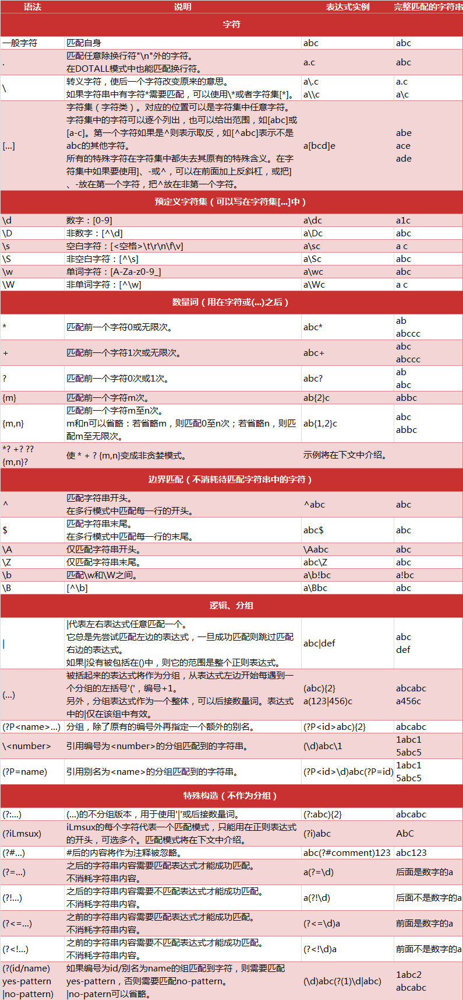 语法 说明 表达式实例 完整匹配的字符串
字符
一般字符 匹配自身 abc abc
. 匹配任意除换行符"\n"外的字符。
在DOTALL模式中也能匹配换行符。 a.c abc
\ 转义字符，使后一个字符改变原来的意思。 a\.c a.c
如果字符串中有字符*需要匹配，可以使用\*或者字符集[*]。 a\\c a\c
[...] 字符集（字符类）。对应的位置可以是字符集中任意字符。
字符集中的字符可以逐个列出，也可以给出范围，如[abc]或
[a-c]。第一个字符如果是^则表示取反，如[^abc]表示不是
abc的其他字符。
所有的特殊字符在字符集中都失去其原有的特殊含义。在字
符集中如果要使用]、-或^，可以在前面加上反斜杠，或把]
、-放在第一个字符，把^放在非第一个字符。
a[bcd]e
abe
ace
ade
预定义字符集（可以写在字符集[...]中）
\d 数字：[0-9] a\dc a1c
\D 非数字：[^\d] a\Dc abc
\s 空白字符：[<空格>\t\r\n\f\v] a\sc a c
\S 非空白字符：[^\s] a\Sc abc
\w 单词字符：[A-Za-z0-9_] a\wc abc
\W 非单词字符：[^\w] a\Wc a c
数量词（用在字符或(...)之后）
* 匹配前一个字符0或无限次。 abc* ab
abccc
+ 匹配前一个字符1次或无限次。 abc+ abc
abccc
? 匹配前一个字符0次或1次。 abc? ab
abc
{m} 匹配前一个字符m次。 ab{2}c abbc
{m,n} 匹配前一个字符m至n次。
m和n可以省略：若省略m，则匹配0至n次；若省略n，则匹
配m至无限次。
ab{1,2}c
abc
abbc
*? +? ??
{m,n}?
使 * + ? {m,n}变成非贪婪模式。 示例将在下文中介绍。
边界匹配（不消耗待匹配字符串中的字符）
^ 匹配字符串开头。
在多行模式中匹配每一行的开头。 ^abc abc
$ 匹配字符串末尾。
在多行模式中匹配每一行的末尾。 abc$ abc
\A 仅匹配字符串开头。 \Aabc abc
\Z 仅匹配字符串末尾。 abc\Z abc
\b 匹配\w和\W之间。 a\b!bc a!bc
\B [^\b] a\Bbc abc
逻辑、分组
| |代表左右表达式任意匹配一个。
它总是先尝试匹配左边的表达式，一旦成功匹配则跳过匹配
右边的表达式。
如果|没有被包括在()中，则它的范围是整个正则表达式。
abc|def
abc
def
(...) 被括起来的表达式将作为分组，从表达式左边开始每遇到一
个分组的左括号'('，编号+1。
另外，分组表达式作为一个整体，可以后接数量词。表达式
中的|仅在该组中有效。
(abc){2} abcabc
a(123|456)c a456c
(?P<name>...) 分组，除了原有的编号外再指定一个额外的别名。 (?P<id>abc){2} abcabc
\<number> 引用编号为<number>的分组匹配到的字符串。 (\d)abc\1 1abc1
5abc5
(?P=name) 引用别名为<name>的分组匹配到的字符串。 (?P<id>\d)abc(?P=id) 1abc1
5abc5
特殊构造（不作为分组）
(?:...) (...)的不分组版本，用于使用'|'或后接数量词。 (?:abc){2} abcabc
(?iLmsux) iLmsux的每个字符代表一个匹配模式，只能用在正则表达式
的开头，可选多个。匹配模式将在下文中介绍。 (?i)abc AbC
(?#...) #后的内容将作为注释被忽略。 abc(?#comment)123 abc123
(?=...) 之后的字符串内容需要匹配表达式才能成功匹配。
不消耗字符串内容。 a(?=\d) 后面是数字的a
(?!...) 之后的字符串内容需要不匹配表达式才能成功匹配。
不消耗字符串内容。 a(?!\d) 后面不是数字的a
(?<=...) 之前的字符串内容需要匹配表达式才能成功匹配。
不消耗字符串内容。 (?<=\d)a 前面是数字的a
(?<!...) 之前的字符串内容需要不匹配表达式才能成功匹配。
不消耗字符串内容。 (?<!\d)a 前面不是数字的a
(?(id/name)
yes-pattern
|no-pattern)
如果编号为id/别名为name的组匹配到字符，则需要匹配
yes-pattern，否则需要匹配no-pattern。
|no-patern可以省略。
(\d)abc(?(1)\d|abc)
1abc2
abcabc